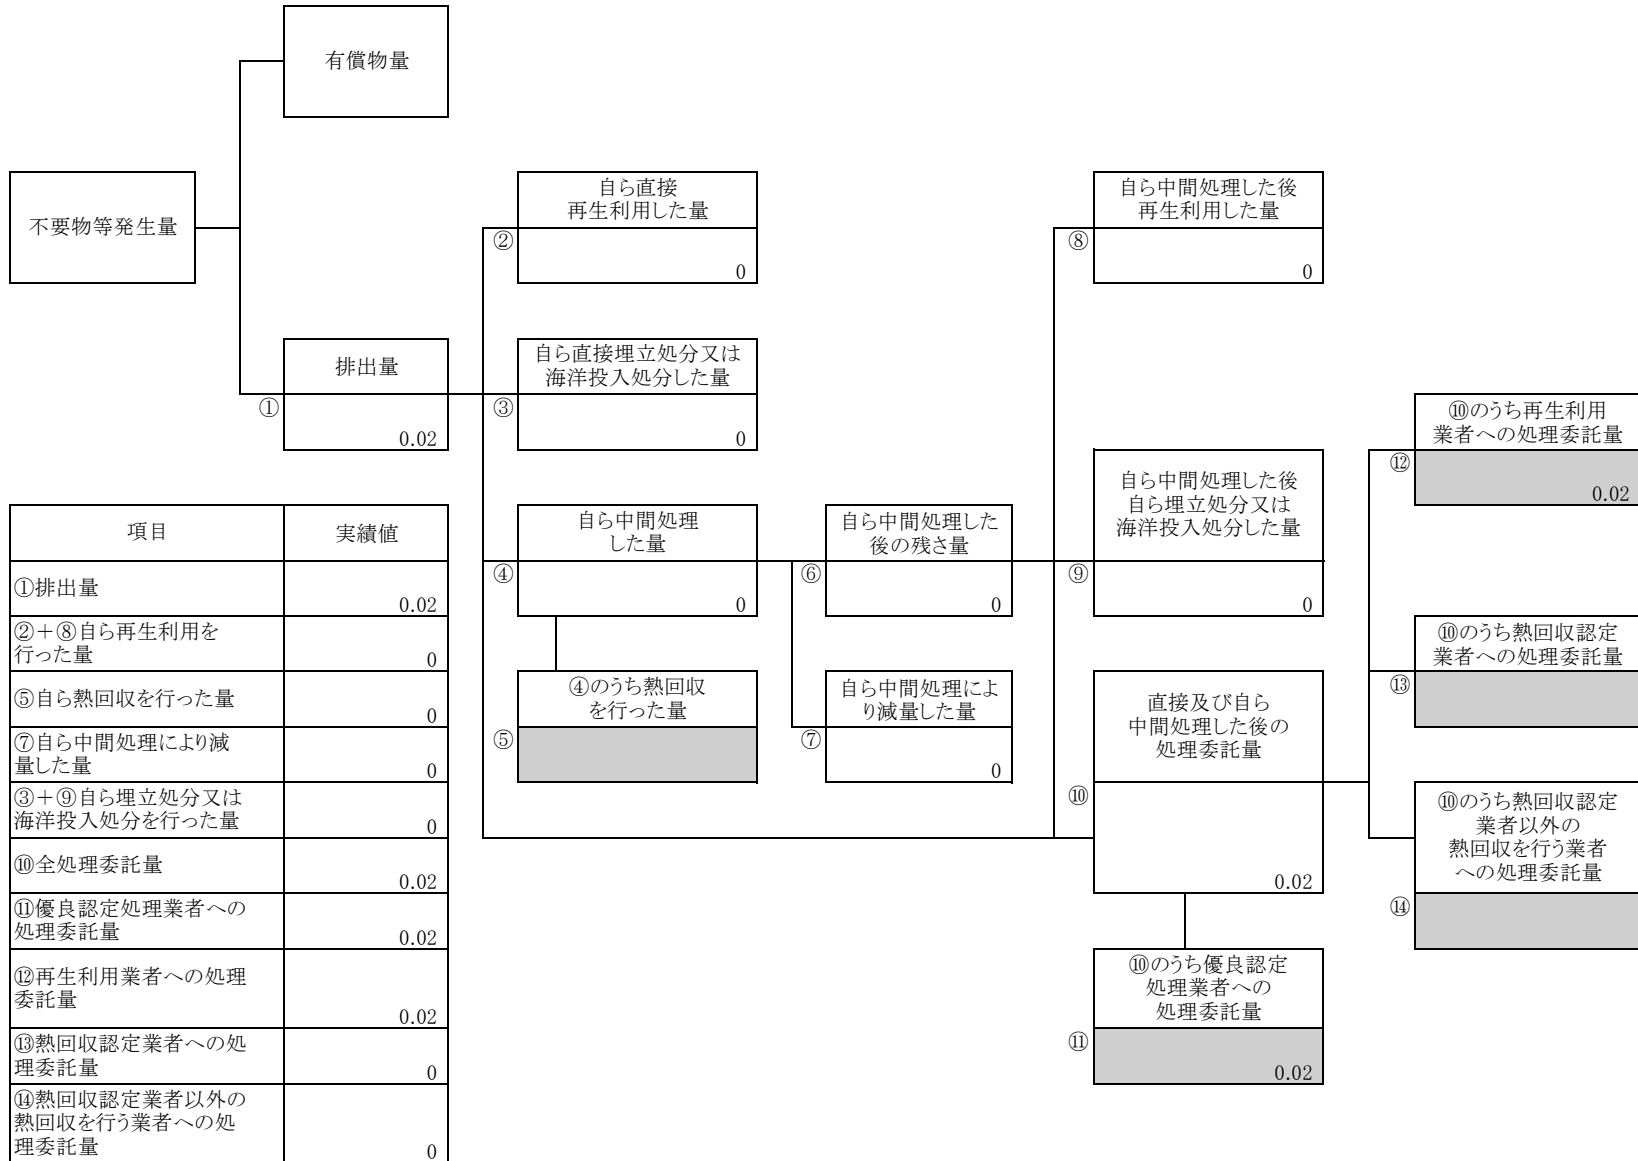 有償物量
不要物等発生量
自ら直接
再生利用した量
②
0
自ら中間処理した後
再生利用した量
⑧
0
排出量
①
0.02
自ら直接埋立処分又は
海洋投入処分した量
③
0
⑩のうち再生利用
業者への処理委託量
⑫
0.02
自ら中間処理
した量
④
0
自ら中間処理した
後の残さ量
⑥
0
自ら中間処理した後
自ら埋立処分又は
海洋投入処分した量
⑨
0
⑩のうち熱回収認定
業者への処理委託量
⑬
④のうち熱回収
を行った量
⑤
自ら中間処理によ
り減量した量
⑦
0
直接及び自ら
中間処理した後の
処理委託量
⑩
0.02
⑩のうち熱回収認定
業者以外の
熱回収を行う業者
への処理委託量
⑭
⑩のうち優良認定
処理業者への
処理委託量
⑪
0.02
項目 実績値
①排出量
0.02
②+⑧自ら再生利用を
行った量
0
⑤自ら熱回収を行った量
0
⑦自ら中間処理により減
量した量
0
③+⑨自ら埋立処分又は
海洋投入処分を行った量
0
⑩全処理委託量
0.02
⑪優良認定処理業者への
処理委託量
0.02
⑫再生利用業者への処理
委託量
0.02
⑬熱回収認定業者への処
理委託量
0
⑭熱回収認定業者以外の
熱回収を行う業者への処
理委託量
0